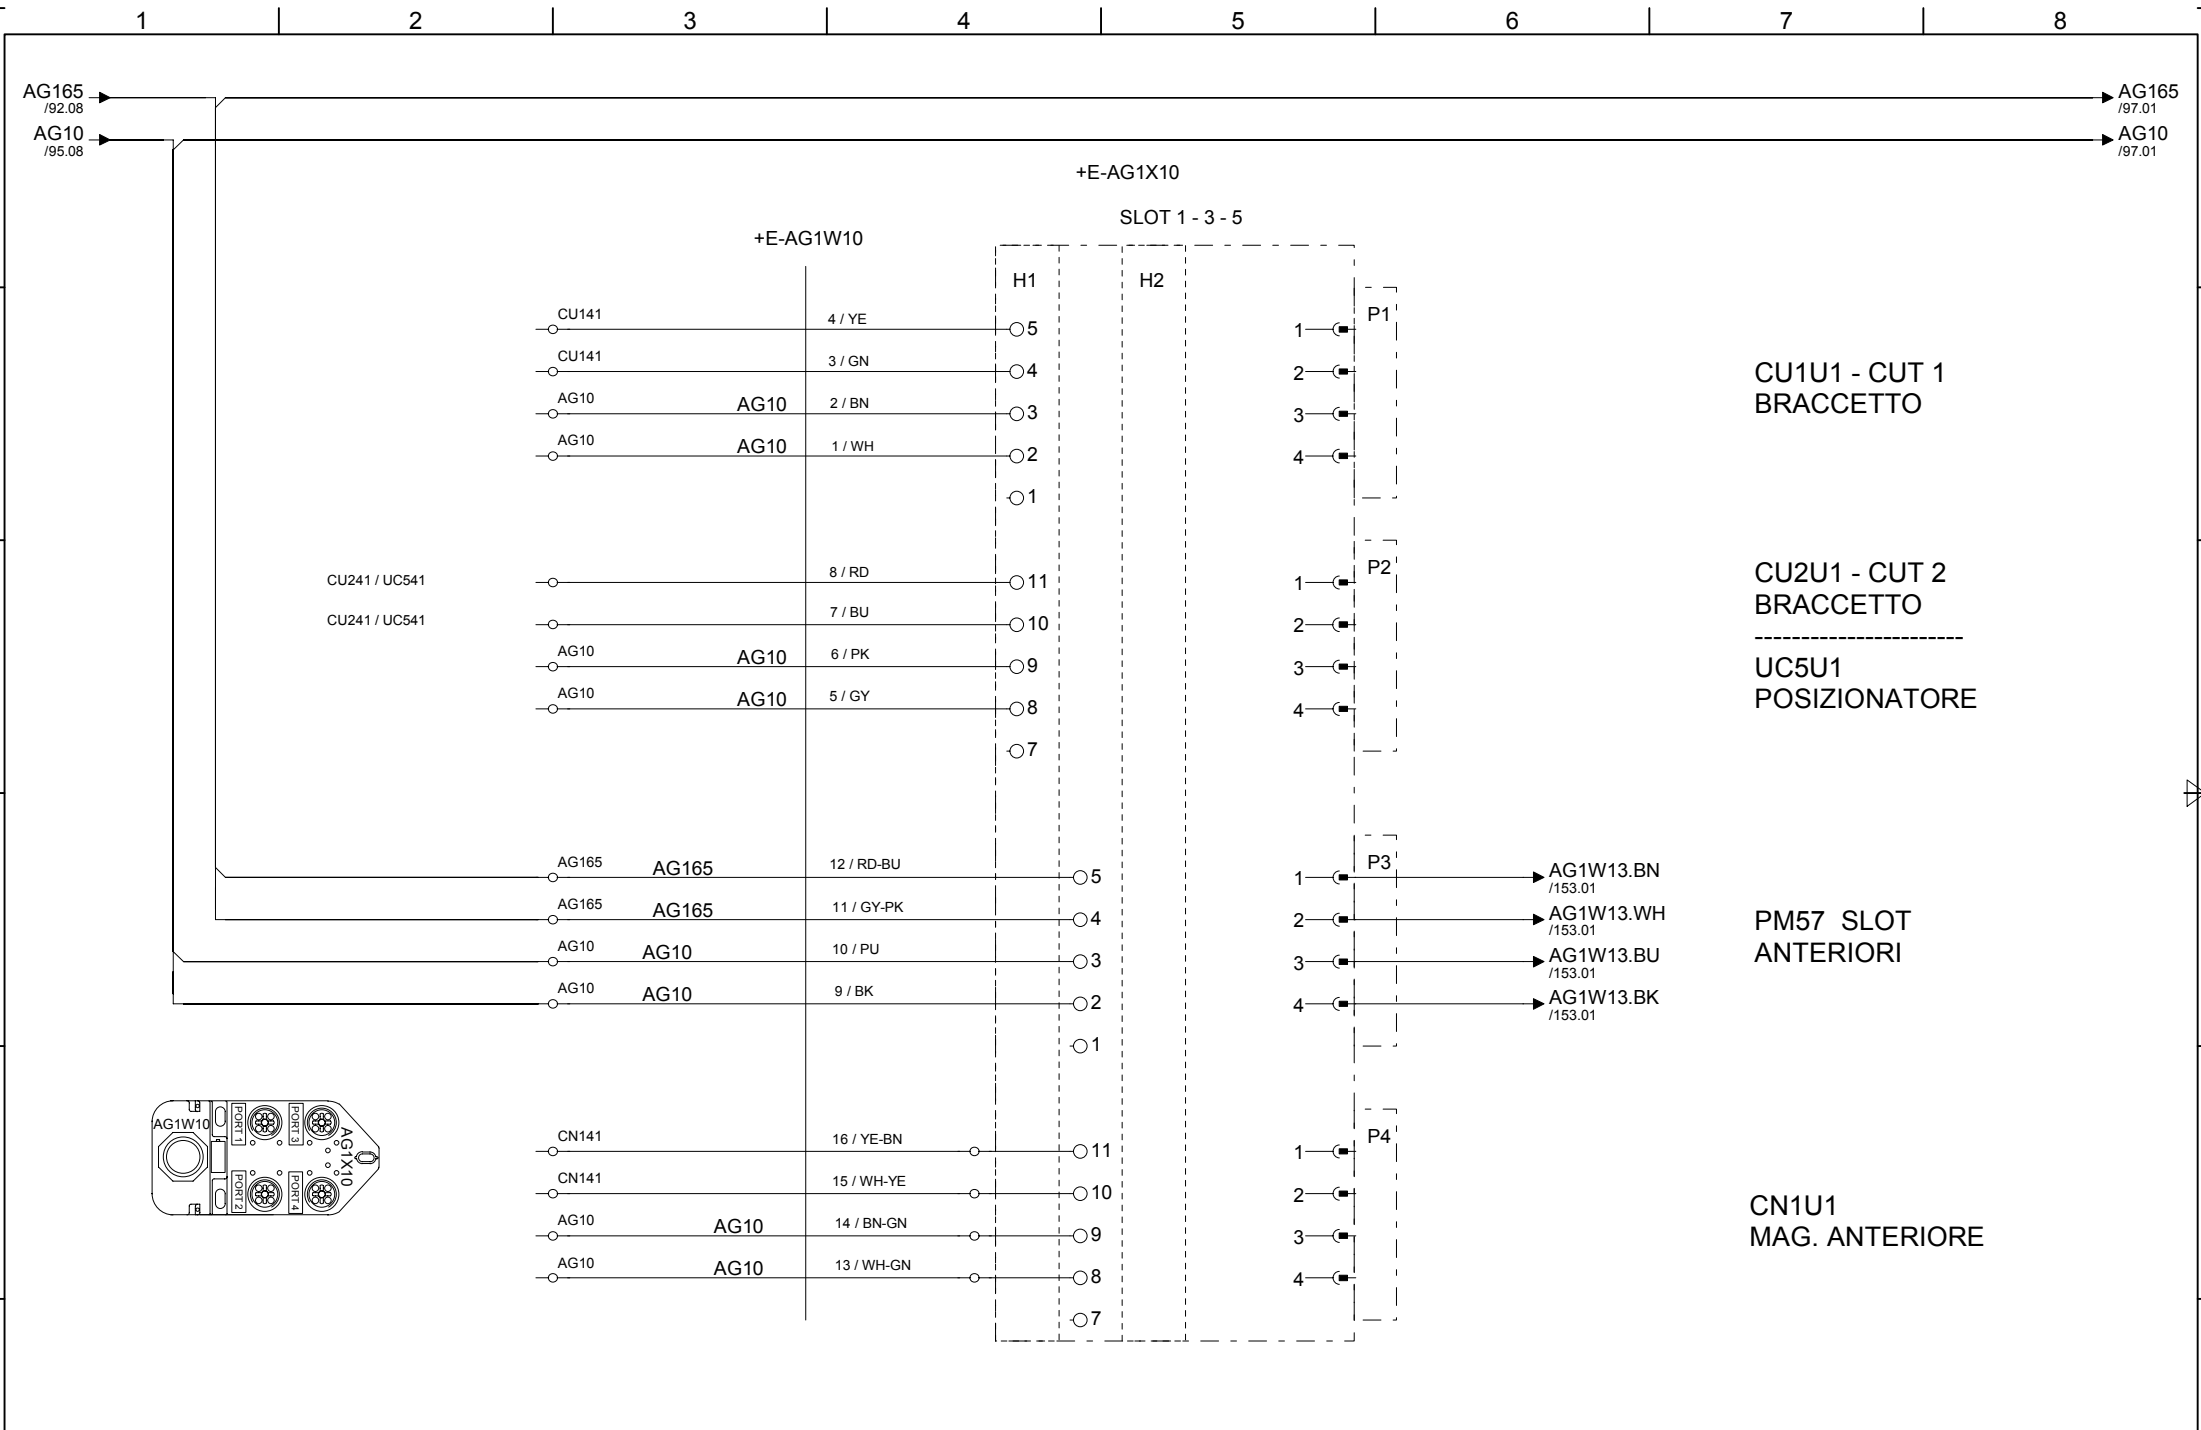 1 2 3 4 5 6 7 8
AG165
/92.08
AG165
/97.01
AG10
/95.08
AG10
/97.01
+E-AG1X10
SLOT 1 - 3 - 5
+E-AG1W10
H1 H2
P1
CU141 4 / YE 5 1
CU141 3 / GN 4 2
AG10 AG10 2 / BN 3 3
AG10 AG10 1 / WH 2 4
1
CU1U1 - CUT 1
BRACCETTO
P2
CU241 / UC541 8 / RD 11 1
CU241 / UC541 7 / BU 10 2
AG10 AG10 6 / PK 9 3
AG10 AG10 5 / GY 8 4
7
CU2U1 - CUT 2
BRACCETTO
------------------------
UC5U1
POSIZIONATORE
P3
AG165 AG165 12 / RD-BU 5 1 AG1W13.BN
/153.01
AG165 AG165 11 / GY-PK 4 2 AG1W13.WH
/153.01
AG10 AG10 10 / PU 3 3 AG1W13.BU
/153.01
AG10 AG10 9 / BK 2 4 AG1W13.BK
/153.01
1
PM57 SLOT
ANTERIORI
AG1W10
PORT 1
PORT 3
PORT 2
PORT 4
AG1X10
P4
CN141 16 / YE-BN 11 1
CN141 15 / WH-YE 10 2
AG10 AG10 14 / BN-GN 9 3
AG10 AG10 13 / WH-GN 8 4
7
CN1U1
MAG. ANTERIORE